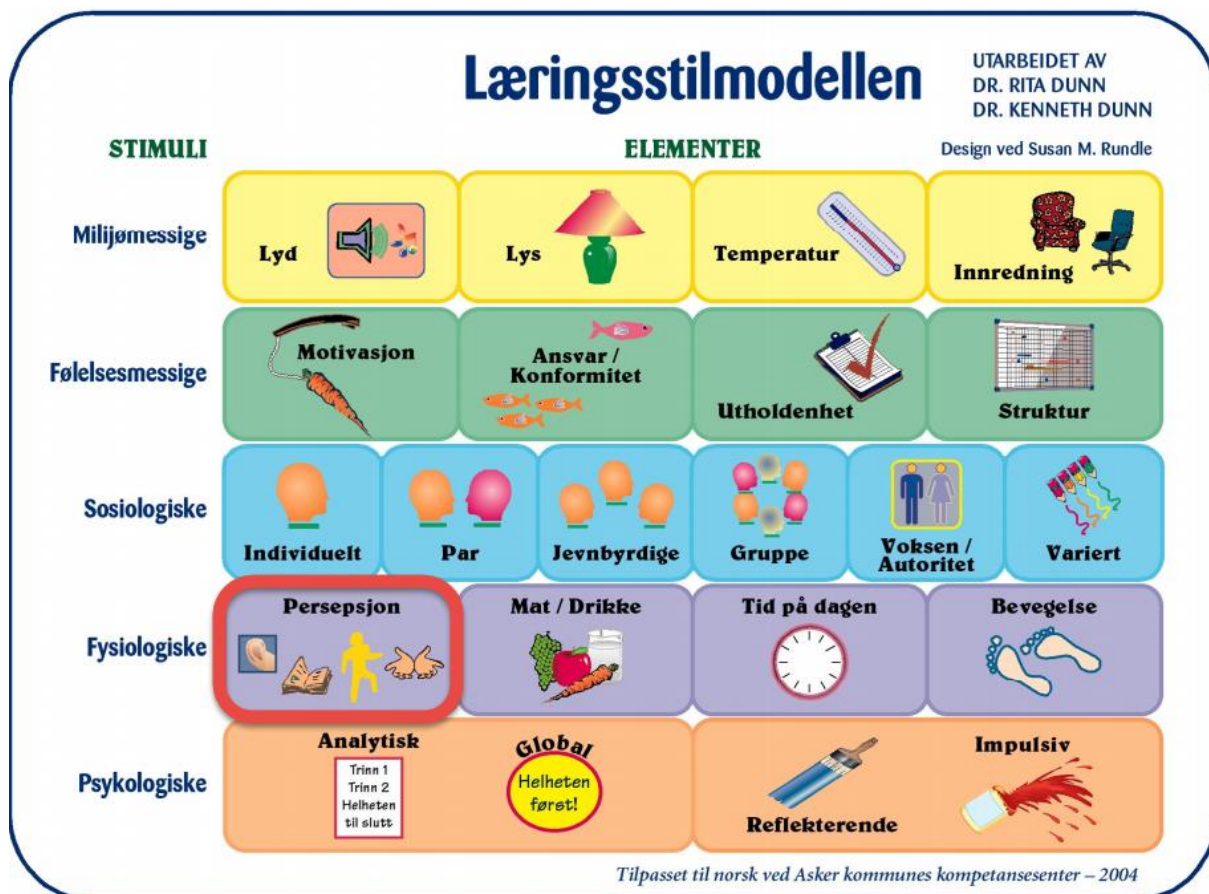 Læringsstilmodellen
UTARBEIDET AV
DR. RITA DUNN
DR. KENNETH DUNN
STIMULI
ELEMENTER
Design ved Susan M. Rundle
Milijømessige
Lyd
Lys
Temperatur
Innredning
Følelsesmessige
Motivasjon
Ansvar /
Konformitet
Utholdenhet
Struktur
Sosiologiske
Individuelt
Par
Jevnbyrdige
Gruppe
Voksen /
Autoritet
Variert
Fysiologiske
Persepsjon
Mat / Drikke
Tid på dagen
Bevegelse
Psykologiske
Analytisk
Trinn 1
Trinn 2
Helheten
til slutt
Global
Helheten
først!
Reflekterende
Impulsiv
Tilpasset til norsk ved Asker kommunes kompetansesenter – 2004